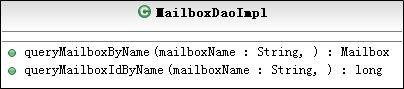 C MailboxDaoImpl
queryMailboxByName(mailboxName : String, ) : Mailbox
queryMailboxIdByName(mailboxName : String, ) : long